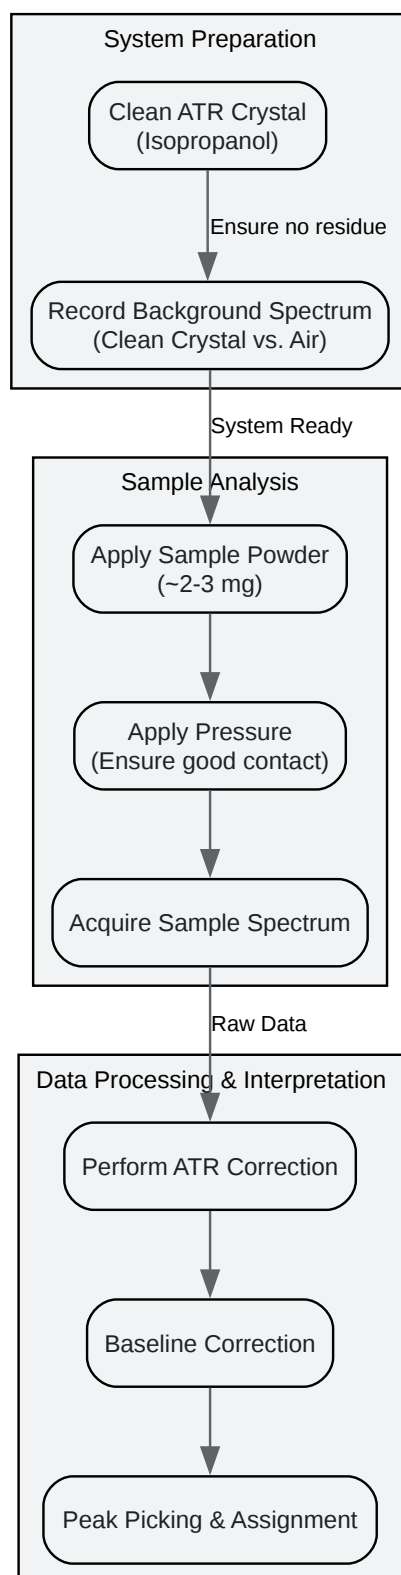 System Preparation
Clean ATR Crystal
(Isopropanol)
Ensure no residue
Record Background Spectrum
(Clean Crystal vs. Air)
System Ready
Sample Analysis
Apply Sample Powder
(~2-3 mg)
Apply Pressure
(Ensure good contact)
Acquire Sample Spectrum
Raw Data
Data Processing & Interpretation
Perform ATR Correction
Baseline Correction
Peak Picking & Assignment